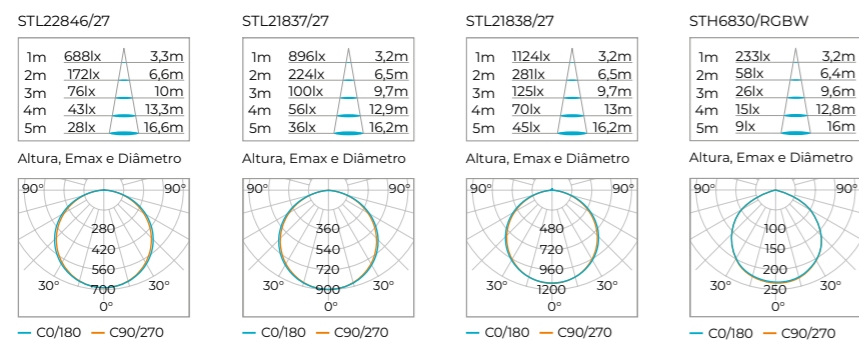 STL22846/27
1m 688lx 3,3m
2m 172lx 6,6m
3m 76lx 10m
4m 43lx 13,3m
5m 28lx 16,6m
Altura, Emax e Diâmetro
90° 90°
280
420
560
30° 700 30°
0°
C0/180 C90/270
STL21837/27
1m 896lx 3,2m
2m 224lx 6,5m
3m 100lx 9,7m
4m 56lx 12,9m
5m 36lx 16,2m
Altura, Emax e Diâmetro
90° 90°
360
540
720
30° 900 30°
0°
C0/180 C90/270
STL21838/27
1m 1124lx 3,2m
2m 281lx 6,5m
3m 125lx 9,7m
4m 70lx 13m
5m 45lx 16,2m
Altura, Emax e Diâmetro
90° 90°
480
720
960
30° 1200 30°
0°
C0/180 C90/270
STH6830/RGBW
1m 233lx 3,2m
2m 58lx 6,4m
3m 26lx 9,6m
4m 15lx 12,8m
5m 9lx 16m
Altura, Emax e Diâmetro
90° 90°
100
150
200
30° 250 30°
0°
C0/180 C90/270